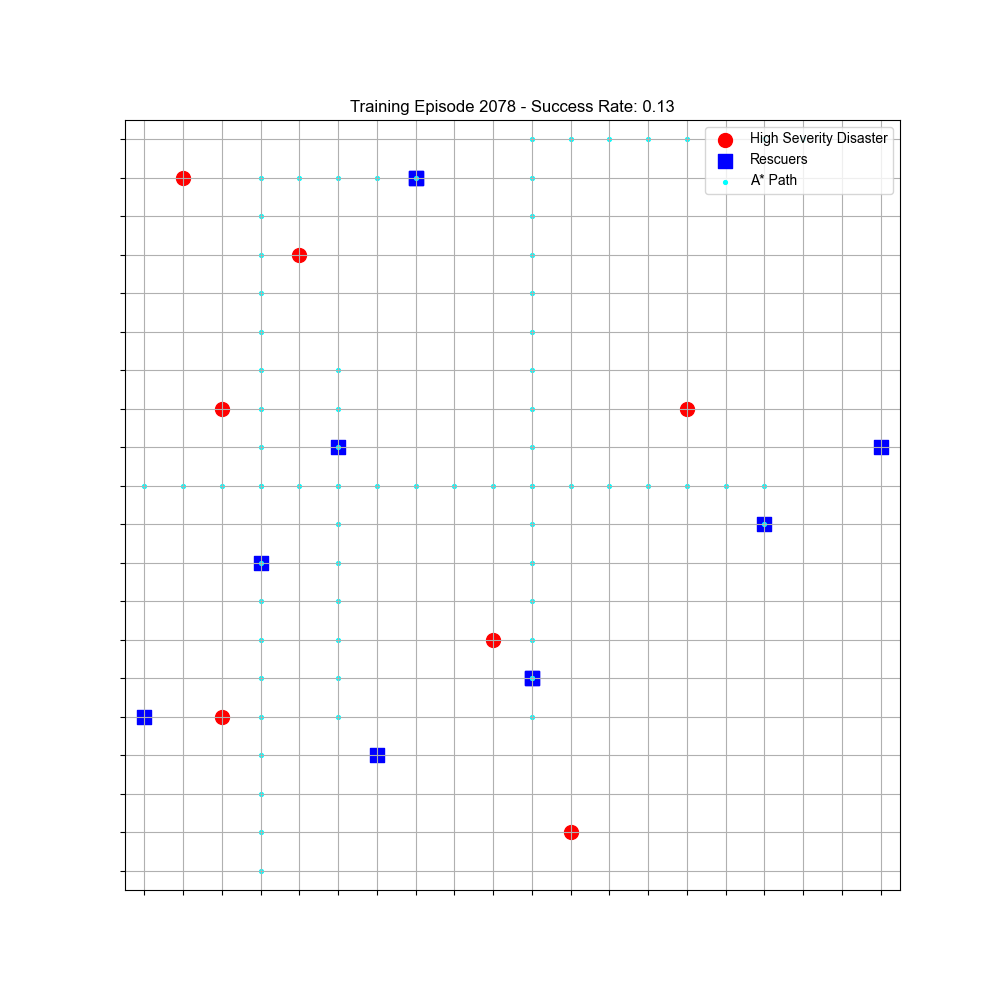 Training Episode 2078 - Success Rate: 0.13
High Severity Disaster
Rescuers
A* Path